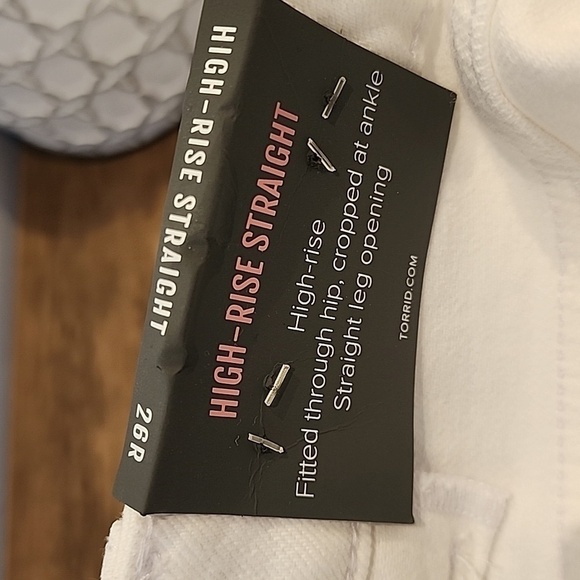 HIGH-RISE STRAIGHT 26R
HIGH-RISE STRAIGHT
High-rise
Fitted through hip, cropped at ankle
Straight leg opening
TORRID.COM